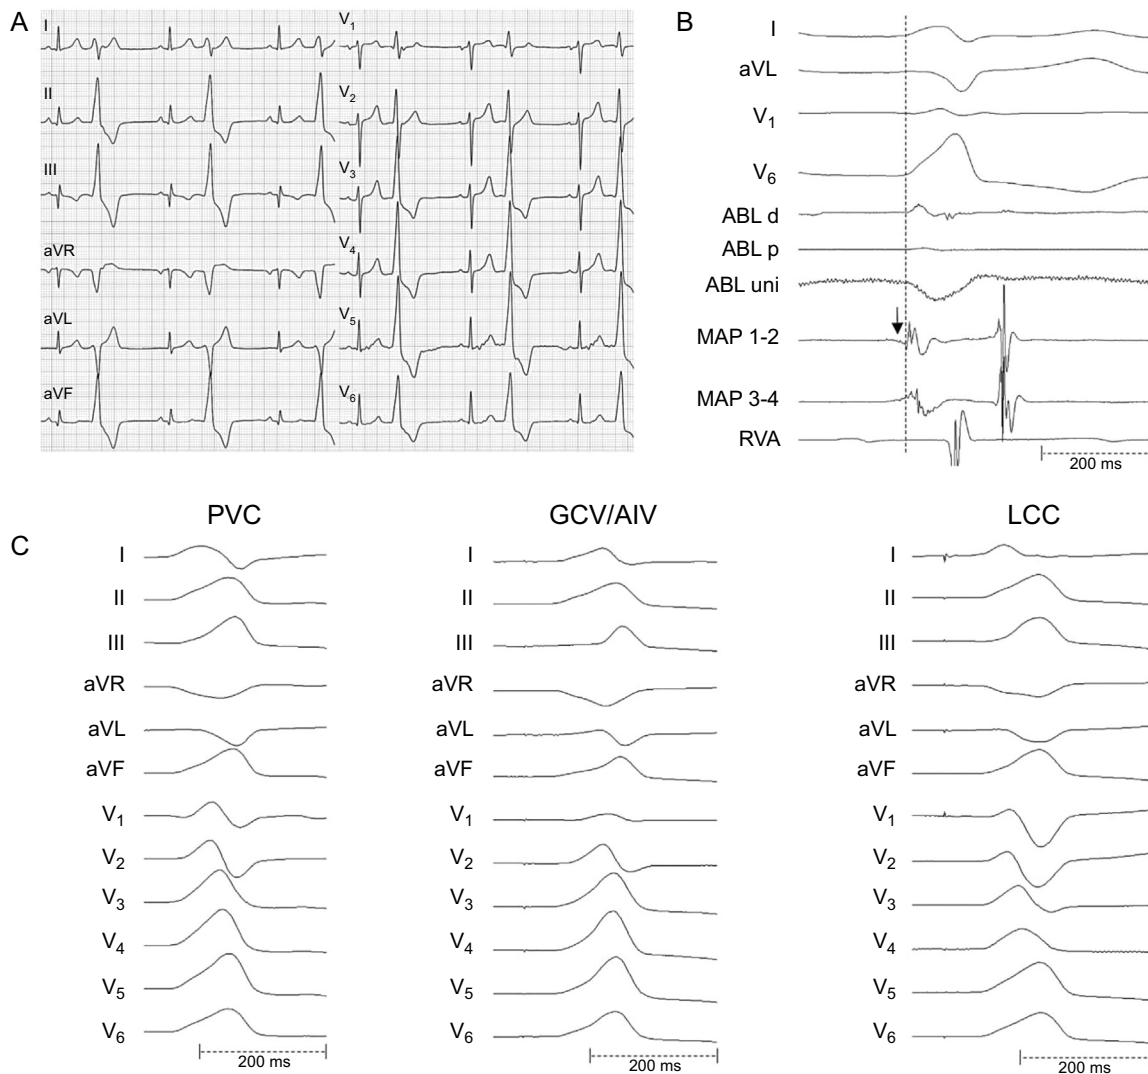 A
I
II
III
aVR
aVL
aVF
V1
V2
V3
V4
V5
V6
B
I
aVL
V1
V6
ABL d
ABL p
ABL uni
MAP 1-2
MAP 3-4
RVA
200 ms
C
PVC
I
II
III
aVR
aVL
aVF
V1
V2
V3
V4
V5
V6
200 ms
GCV/AIV
I
II
III
aVR
aVL
aVF
V1
V2
V3
V4
V5
V6
200 ms
LCC
I
II
III
aVR
aVL
aVF
V1
V2
V3
V4
V5
V6
200 ms